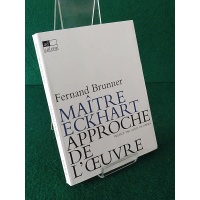 Fernand Brunner
MAÎTRE
ECKHART
APPROCHE
DE
L'ŒUVRE